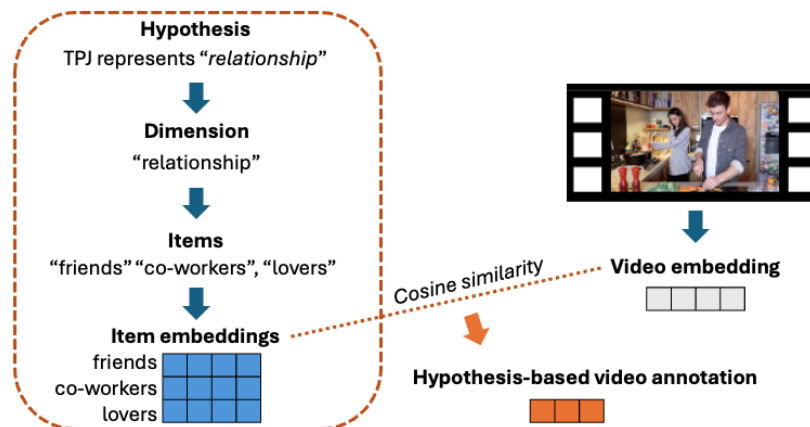 Hypothesis
TPJ represents “relationship”
Dimension
“relationship”
Items
“friends” “co-workers”, “lovers”
Item embeddings
friends
co-workers
lovers
Cosine similarity
Video embedding
Hypothesis-based video annotation